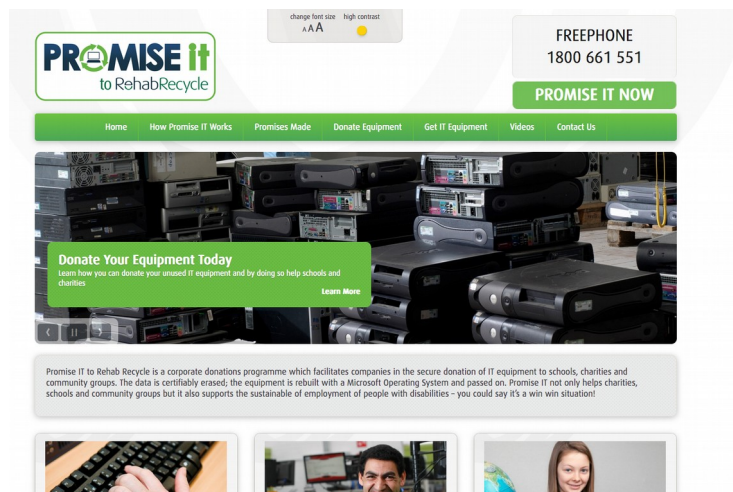 change font size
high contrast
A A A
PROMISE it
to RehabRecycle
FREEPHONE
1800 661 551
PROMISE IT NOW
Home
How Promise IT Works
Promises Made
Donate Equipment
Get IT Equipment
Videos
Contact Us
Donate Your Equipment Today
Learn how you can donate your unused IT equipment and by doing so help schools and
charities
Learn More
Promise IT to Rehab Recycle is a corporate donations programme which facilitates companies in the secure donation of IT equipment to schools, charities and
community groups. The data is certifiably erased; the equipment is rebuilt with a Microsoft Operating System and passed on. Promise IT not only helps charities,
schools and community groups but it also supports the sustainable of employment of people with disabilities – you could say it's a win win situation!